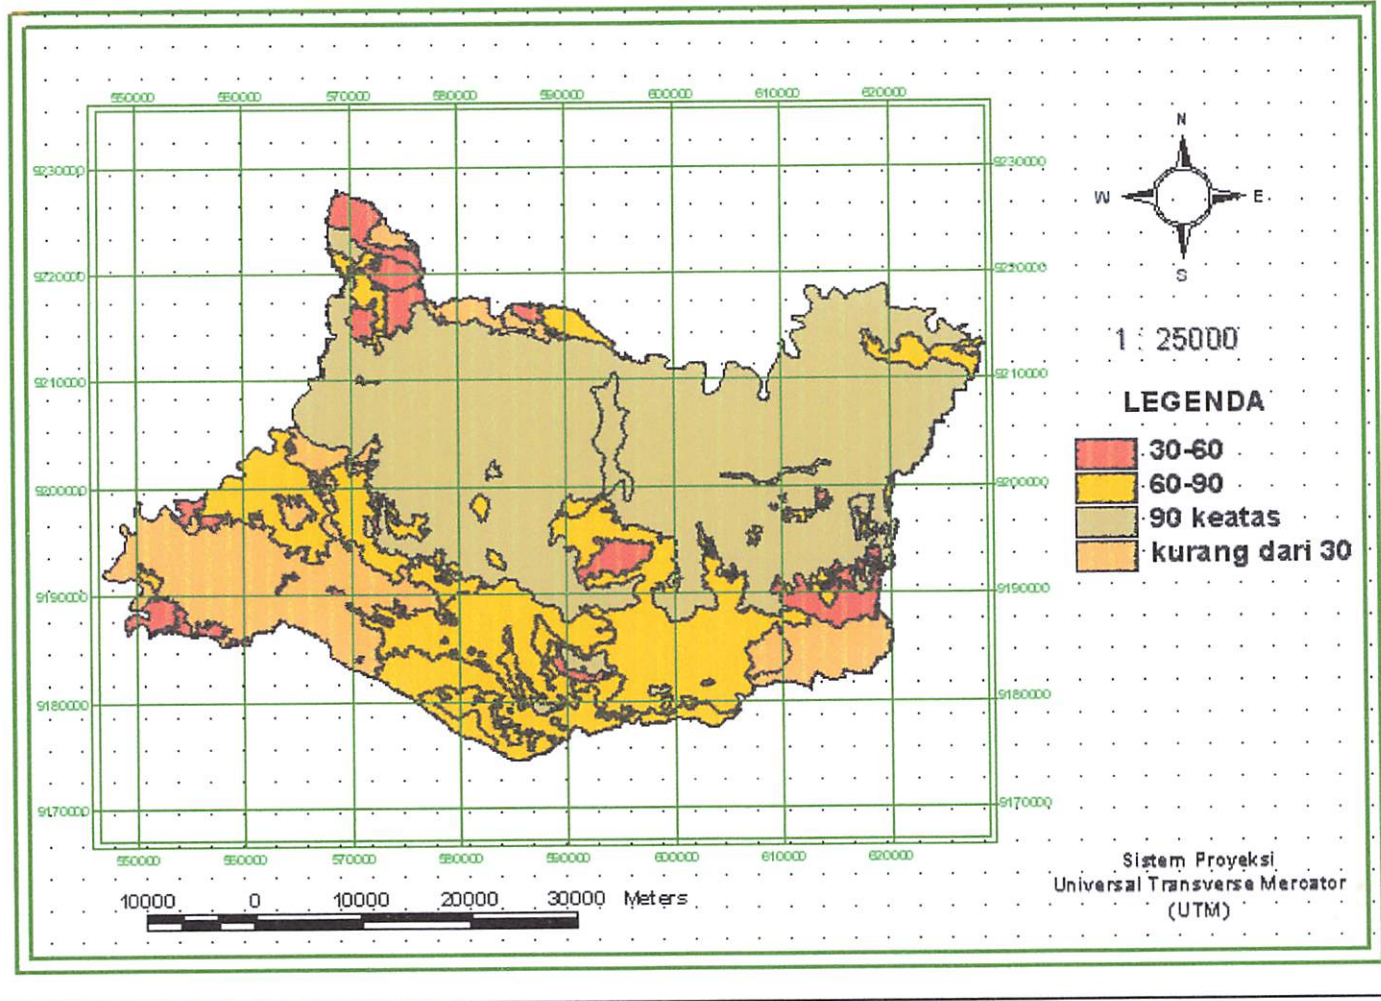 550000 560000 570000 580000 590000 600000 610000 620000
9230000 9230000
9220000 9220000
9210000 9210000
9200000 9200000
9190000 9190000
9180000 9180000
9170000 9170000
550000 560000 570000 580000 590000 600000 610000 620000
N
W E
S
1 : 25000
LEGENDA
30-60
60-90
90 keatas
kurang dari 30
10000 0 10000 20000 30000 Meters
Sistem Proyeksi
Universal Transverse Mercator
(UTM)